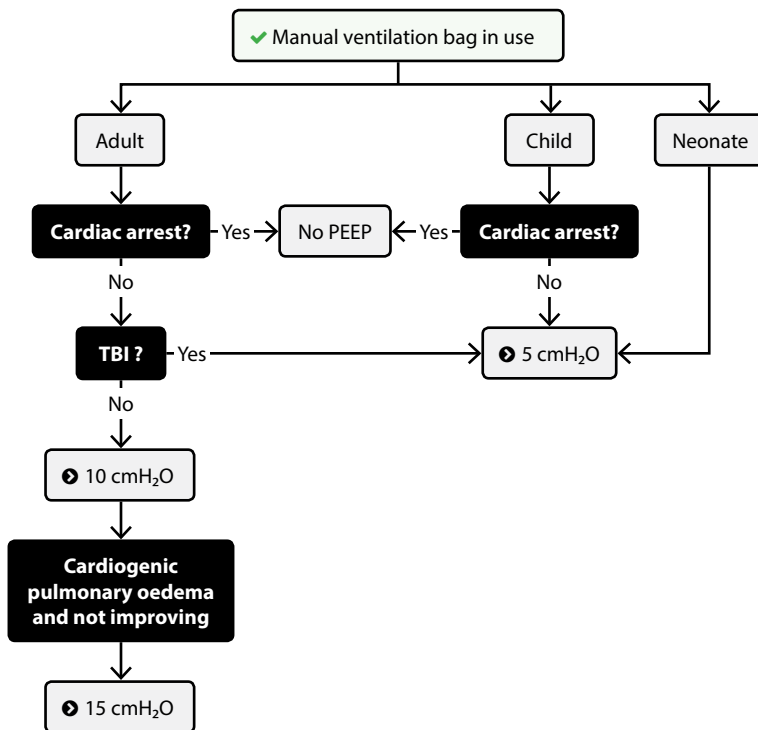 Manual ventilation bag in use
Adult
Child
Neonate
Cardiac arrest?
Yes
No PEEP
Yes
Cardiac arrest?
No
No
TBI ?
Yes
5 cmH₂O
No
10 cmH₂O
Cardiogenic
pulmonary oedema
and not improving
15 cmH₂O